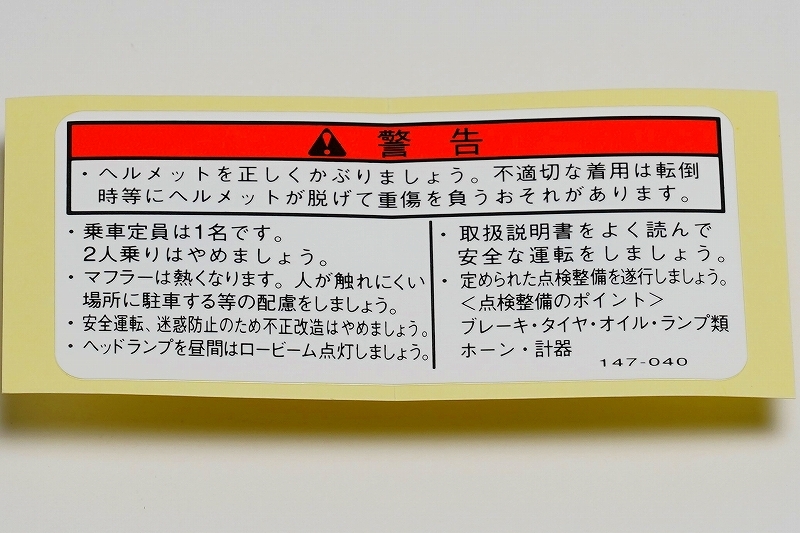 警告
・ヘルメットを正しくかぶりましょう。不適切な着用は転倒
時等にヘルメットが脱げて重傷を負うおそれがあります。
・乗車定員は1名です。
2人乗りはやめましょう。
・マフラーは熱くなります。人が触れにくい
場所に駐車する等の配慮をしましょう。
・安全運転、迷惑防止のため不正改造はやめましょう。
・ヘッドランプを昼間はロービーム点灯しましょう。
・取扱説明書をよく読んで
安全な運転をしましょう。
・定められた点検整備を遂行しましょう。
＜点検整備のポイント＞
ブレーキ・タイヤ・オイル・ランプ類
ホーン・計器
147-040